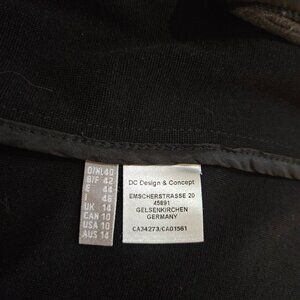 D/NL 40
B/F 42
E 44
I 46
UK 14
CAN 10
USA 10
AUS 14
DC Design & Concept
EMSCHERSTRASSE 20
45891
GELSENKIRCHEN
GERMANY
CA34273/CA01561